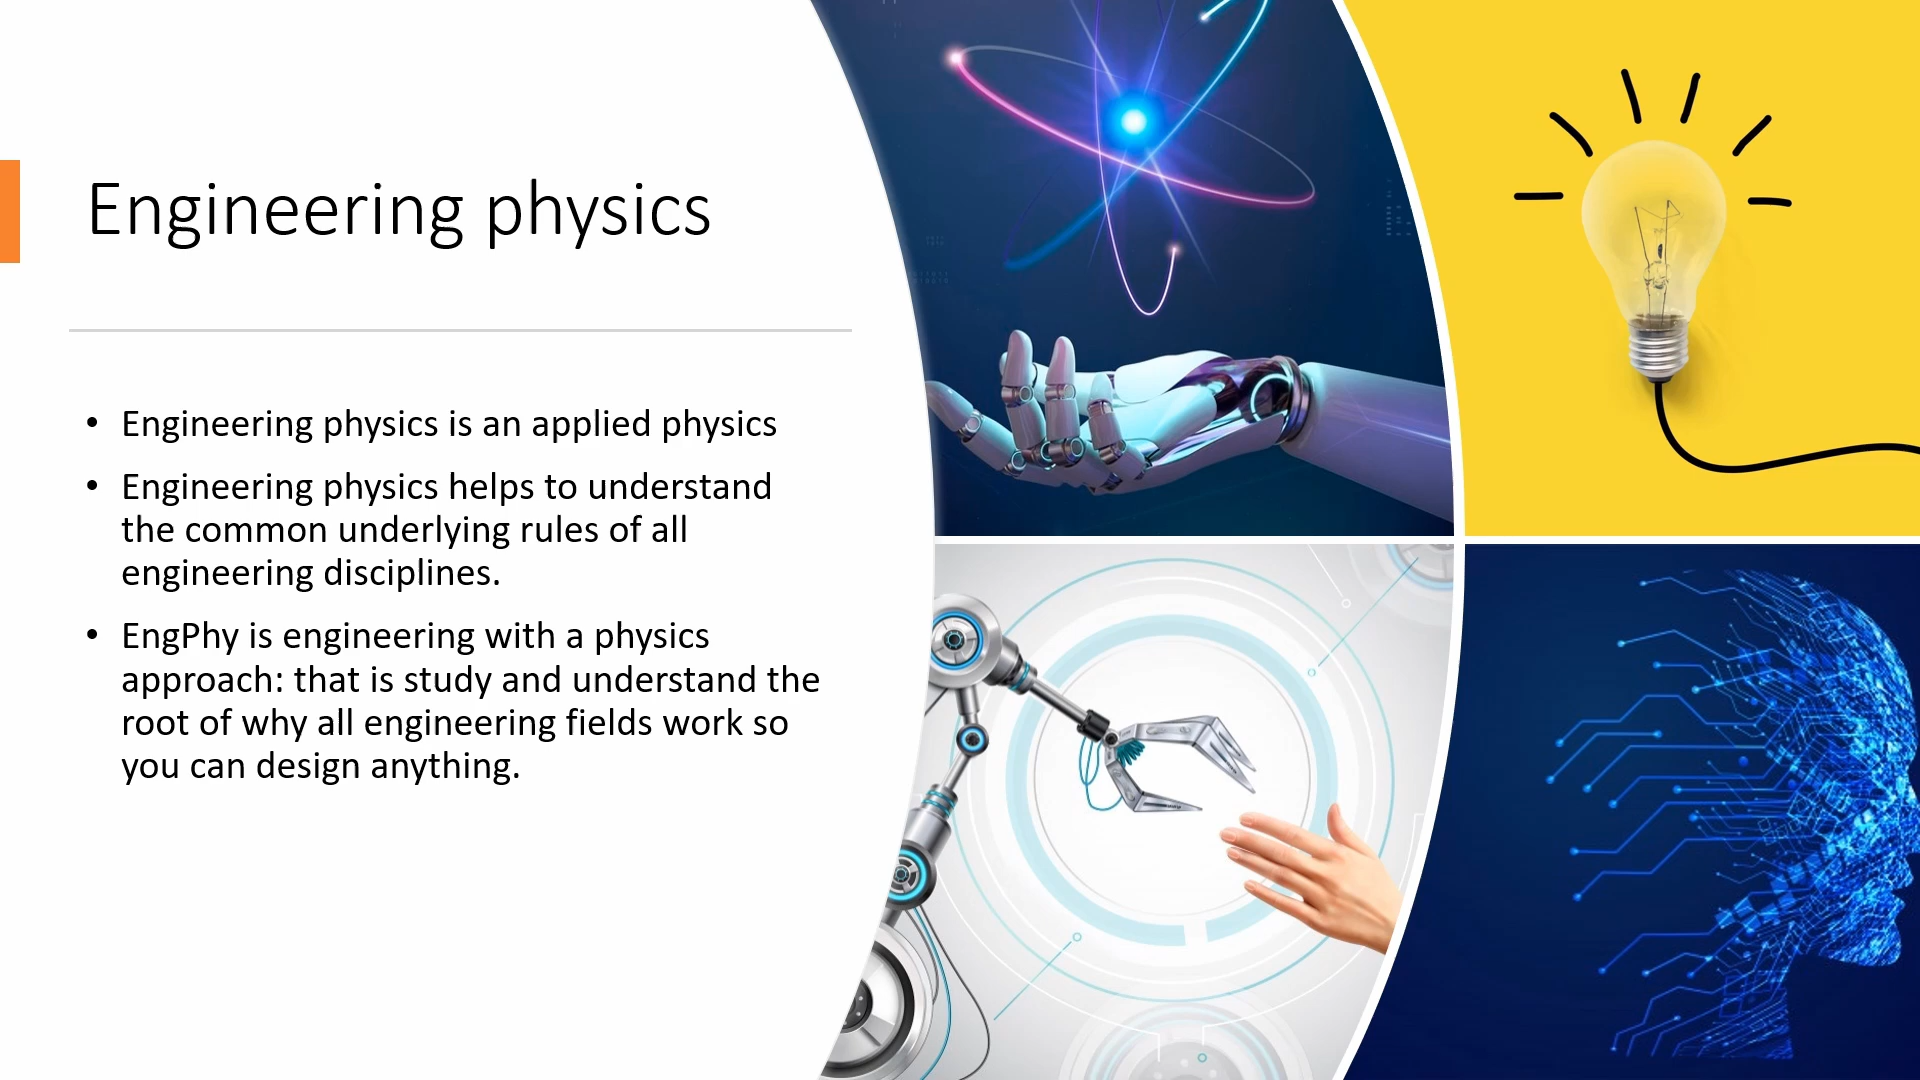 Engineering physics
• Engineering physics is an applied physics
• Engineering physics helps to understand
the common underlying rules of all
engineering disciplines.
• EngPhy is engineering with a physics
approach: that is study and understand the
root of why all engineering fields work so
you can design anything.